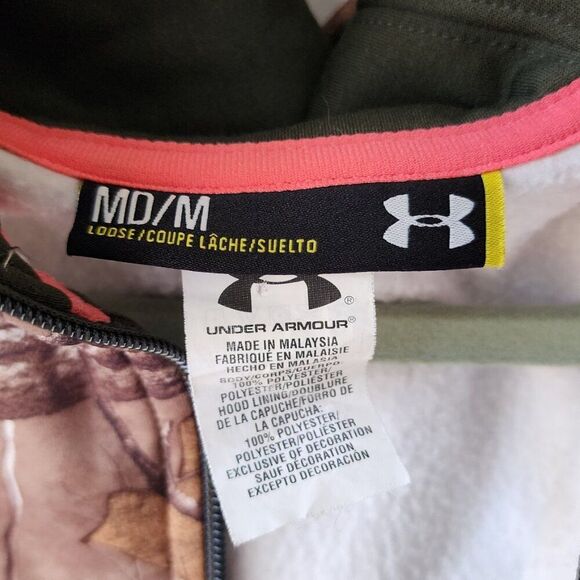 MD/M
LOOSE/COUPE LÂCHE/SUELTO
®
UNDER ARMOUR®
MADE IN MALAYSIA
FABRIQUÉ EN MALAISIE
HECHO EN MALASIA
BODY/CORPS/CUERPO
100% POLYESTER/
POLYESTER/POLIÉSTER
HOOD LINING/DOUBLURE
DE LA CAPUCHE/FORRO DE
LA CAPUCHA:
100% POLYESTER/
POLYESTER/POLIÉSTER
EXCLUSIVE OF DECORATION
SAUF DÉCORATION
EXCEPTO DECORACIÓN